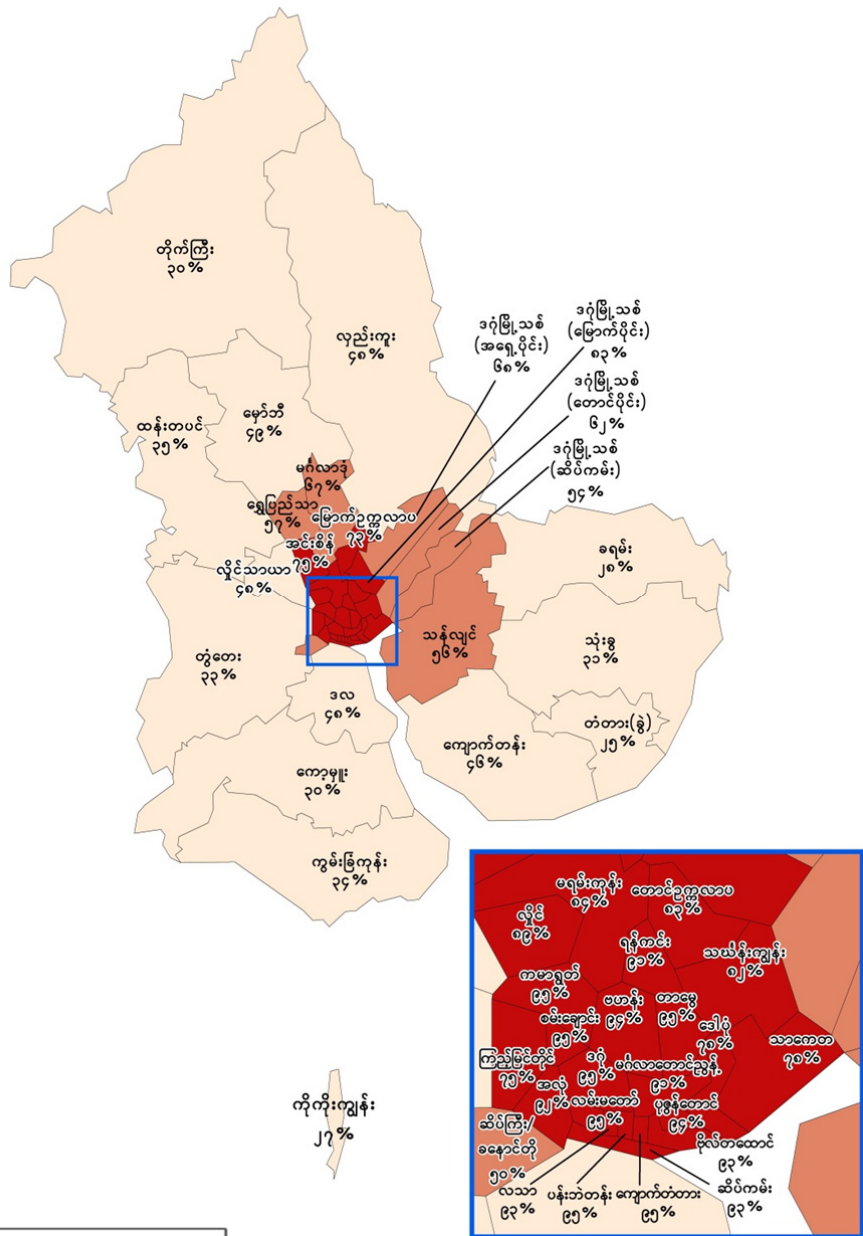 တိုက်ကြီး
၃၀%
လှည်းကူး
၄၈%
ဒဂုံမြို့သစ်
(အရှေ့ပိုင်း)
၆၈%
ဒဂုံမြို့သစ်
(မြောက်ပိုင်း)
၈၃%
ဒဂုံမြို့သစ်
(တောင်ပိုင်း)
၆၂%
ဒဂုံမြို့သစ်
(ဆိပ်ကမ်း)
၅၄%
ထန်းတပင်
၃၅%
မှော်ဘီ
၄၉%
မင်္ဂလာဒုံ
၆၇%
ရွှေပြည်သာ
၅၇%
မြောက်ဥက္ကလာပ
၇၃%
အင်းစိန်
၇၅%
လှိုင်သာယာ
၄၈%
ခရမ်း
၂၈%
သန်လျင်
၅၆%
သုံးခွ
၃၁%
တွံတေး
၃၃%
ဒလ
၄၈%
တံတား(ခွဲ)
၂၅%
ကျောက်တန်း
၄၆%
ကော့မှူး
၃၀%
ကွမ်းခြံကုန်း
၃၄%
ကိုကိုးကျွန်း
၂၇%
မရမ်းကုန်း
၈၄%
တောင်ဥက္ကလာပ
၈၃%
လှိုင်
၈၉%
ရန်ကင်း
၉၁%
သင်္ဃန်းကျွန်း
၈၂%
ကမာရွတ်
၉၅%
ဗဟန်း
၉၄%
တာမွေ
၉၅%
စမ်းချောင်း
၉၅%
ဒေါပုံ
၇၈%
သာကေတ
၇၈%
ကြည့်မြင်တိုင်
၇၅%
ဒဂုံ
၉၅%
မင်္ဂလာတောင်ညွန့်
၉၁%
အလုံ
၉၂%
လမ်းမတော်
၉၅%
ပုဇွန်တောင်
၉၄%
ဆိပ်ကြီး/
ခနောင်တို
၅၀%
ဗိုလ်တထောင်
၉၃%
လသာ
၉၃%
ပန်းဘဲတန်း
၉၅%
ကျောက်တံတား
၉၅%
ဆိပ်ကမ်း
၉၃%